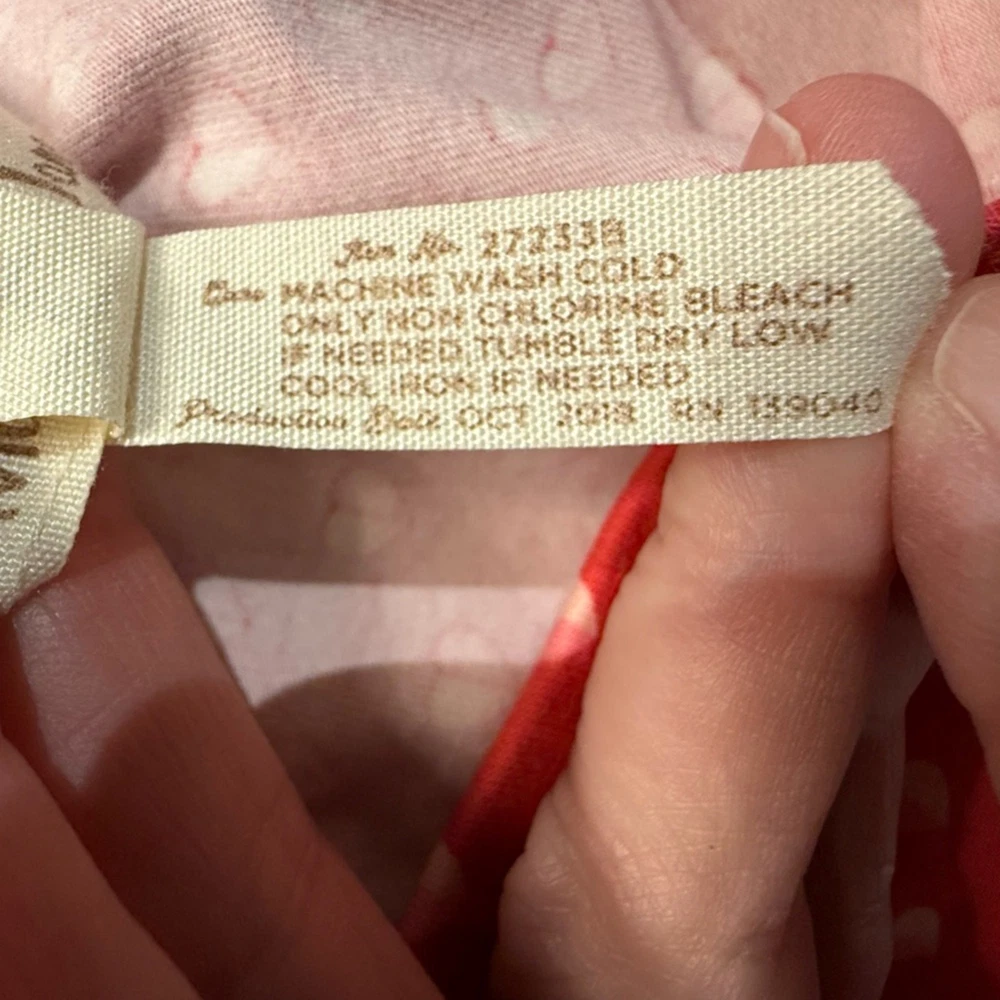 Item No. 27233B
Care MACHINE WASH COLD
ONLY NON CHLORINE BLEACH
IF NEEDED TUMBLE DRY LOW
COOL IRON IF NEEDED
Production Date OCT 2018 RN 139040